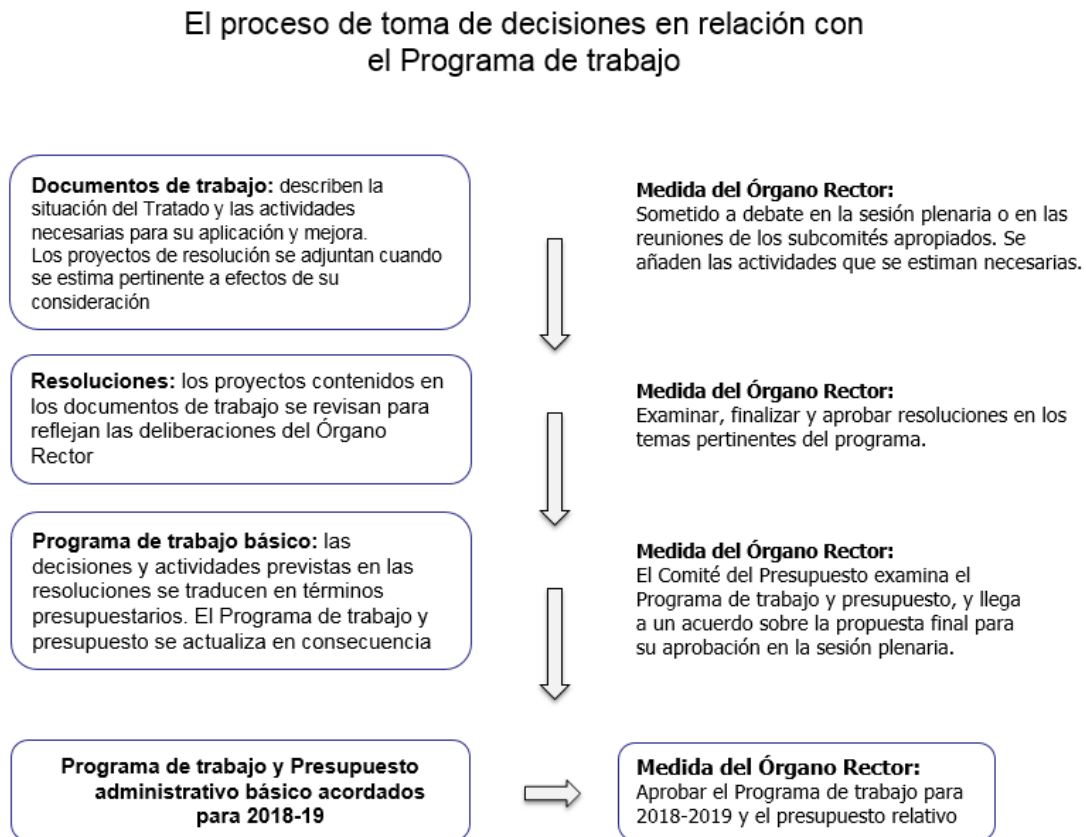 El proceso de toma de decisiones en relación con
el Programa de trabajo
Documentos de trabajo: describen la
situación del Tratado y las actividades
necesarias para su aplicación y mejora.
Los proyectos de resolución se adjuntan cuando
se estima pertinente a efectos de su
consideración
Medida del Órgano Rector:
Sometido a debate en la sesión plenaria o en las
reuniones de los subcomités apropiados. Se
añaden las actividades que se estiman necesarias.
Resoluciones: los proyectos contenidos en
los documentos de trabajo se revisan para
reflejan las deliberaciones del Órgano
Rector
Medida del Órgano Rector:
Examinar, finalizar y aprobar resoluciones en los
temas pertinentes del programa.
Programa de trabajo básico: las
decisiones y actividades previstas en las
resoluciones se traducen en términos
presupuestarios. El Programa de trabajo y
presupuesto se actualiza en consecuencia
Medida del Órgano Rector:
El Comité del Presupuesto examina el
Programa de trabajo y presupuesto, y llega
a un acuerdo sobre la propuesta final para
su aprobación en la sesión plenaria.
Programa de trabajo y Presupuesto
administrativo básico acordados
para 2018-19
Medida del Órgano Rector:
Aprobar el Programa de trabajo para
2018-2019 y el presupuesto relativo